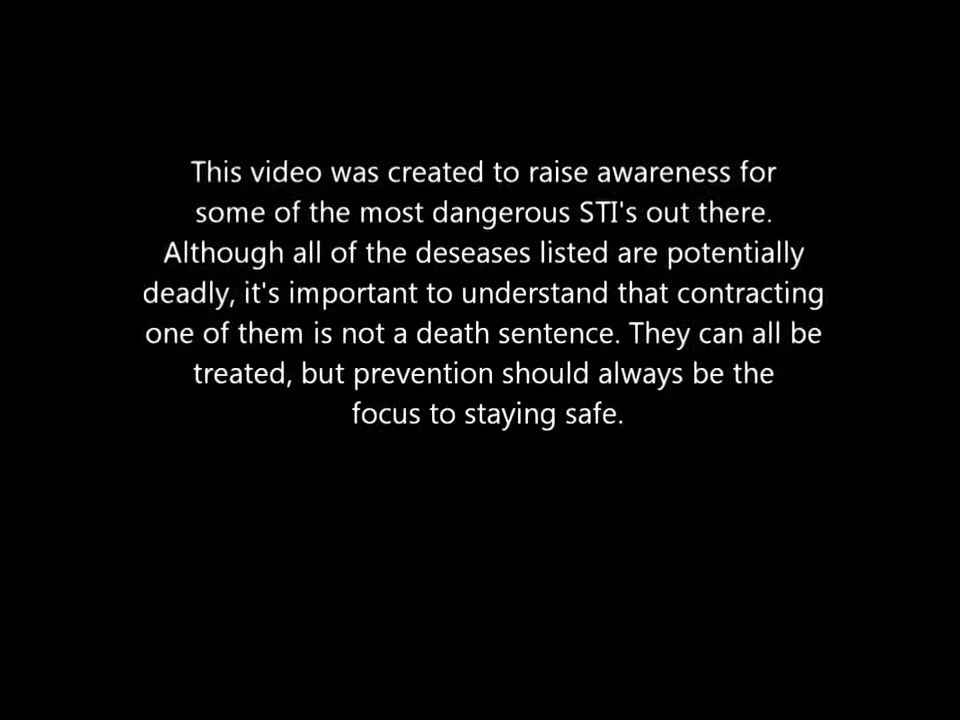 This video was created to raise awareness for
some of the most dangerous STI's out there.
Although all of the deseases listed are potentially
deadly, it's important to understand that contracting
one of them is not a death sentence. They can all be
treated, but prevention should always be the
focus to staying safe.